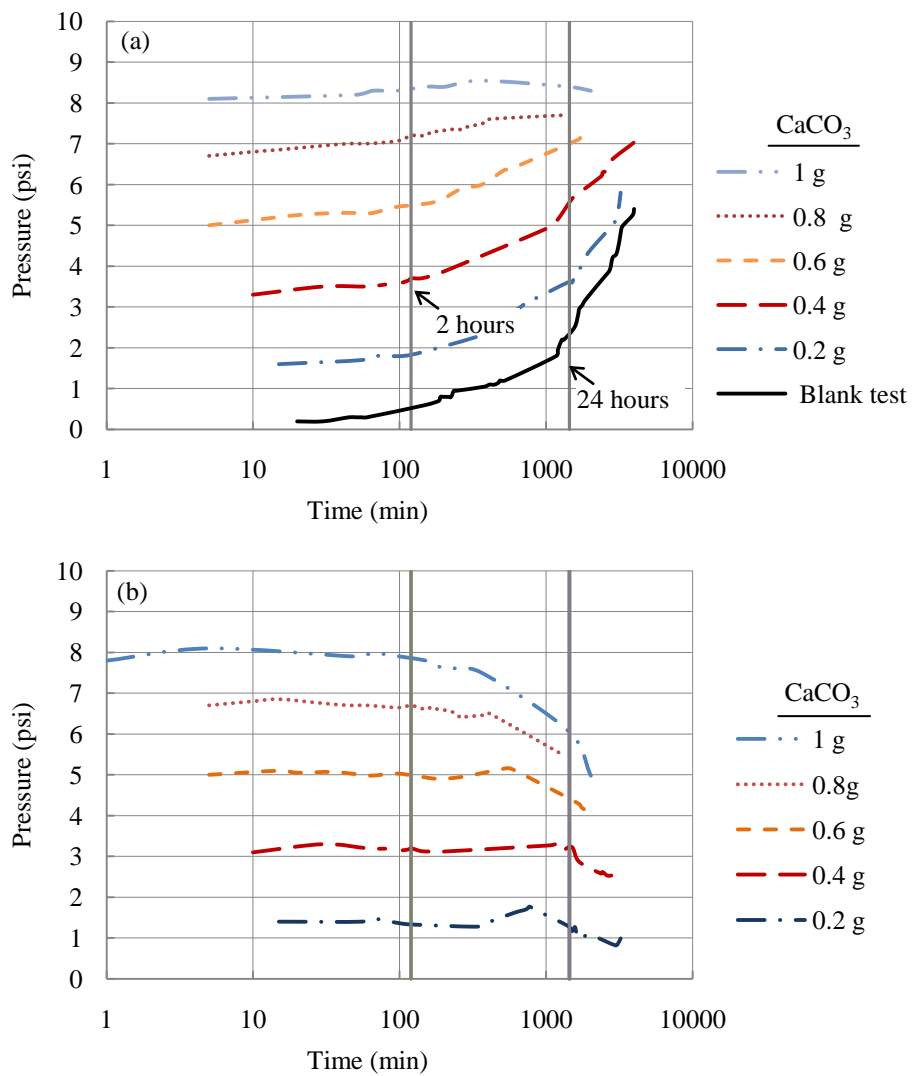 (a)
10
9
8
7
6
5
4
3
2
1
0
Pressure (psi)
2 hours
24 hours
1 10 100 1000 10000
Time (min)
CaCO₃
1 g
0.8 g
0.6 g
0.4 g
0.2 g
Blank test
(b)
10
9
8
7
6
5
4
3
2
1
0
Pressure (psi)
1 10 100 1000 10000
Time (min)
CaCO₃
1 g
0.8g
0.6 g
0.4 g
0.2 g